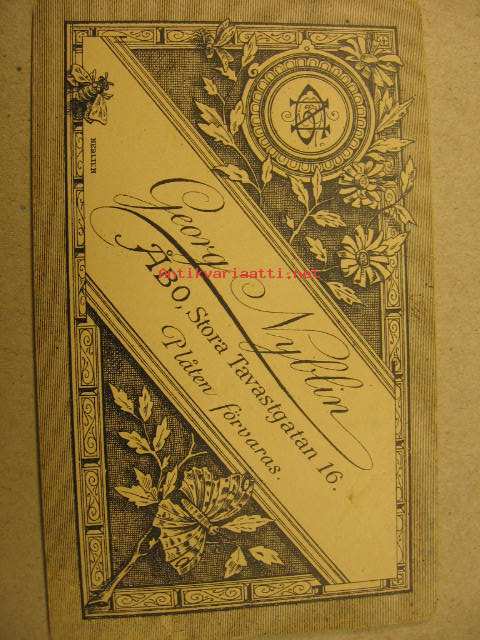 Georg Nyblin
ÅBO, Stora Tavastgatan 16.
Plåten förvaras.
Antikvariaatti.net